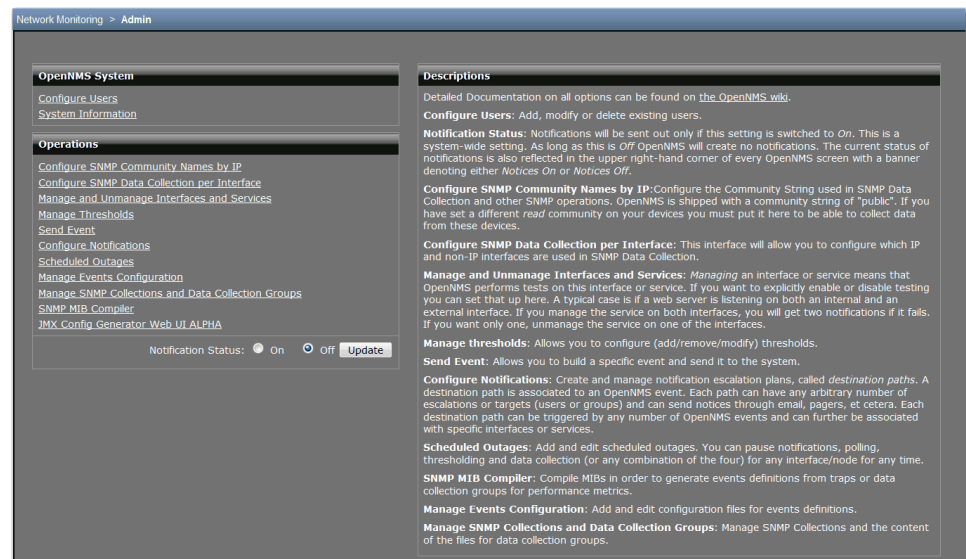 Network Monitoring > Admin
OpenNMS System
Configure Users
System Information
Operations
Configure SNMP Community Names by IP
Configure SNMP Data Collection per Interface
Manage and Unmanage Interfaces and Services
Manage Thresholds
Send Event
Configure Notifications
Scheduled Outages
Manage Events Configuration
Manage SNMP Collections and Data Collection Groups
SNMP MIB Compiler
JMX Config Generator Web UI ALPHA
Notification Status: On Off Update
Descriptions
Detailed Documentation on all options can be found on the OpenNMS wiki.
Configure Users: Add, modify or delete existing users.
Notification Status: Notifications will be sent out only if this setting is switched to On. This is a
system-wide setting. As long as this is Off OpenNMS will create no notifications. The current status of
notifications is also reflected in the upper right-hand corner of every OpenNMS screen with a banner
denoting either Notices On or Notices Off.
Configure SNMP Community Names by IP:Configure the Community String used in SNMP Data
Collection and other SNMP operations. OpenNMS is shipped with a community string of "public". If you
have set a different read community on your devices you must put it here to be able to collect data
from these devices.
Configure SNMP Data Collection per Interface: This interface will allow you to configure which IP
and non-IP interfaces are used in SNMP Data Collection.
Manage and Unmanage Interfaces and Services: Managing an interface or service means that
OpenNMS performs tests on this interface or service. If you want to explicitly enable or disable testing
you can set that up here. A typical case is if a web server is listening on both an internal and an
external interface. If you manage the service on both interfaces, you will get two notifications if it fails.
If you want only one, unmanage the service on one of the interfaces.
Manage thresholds: Allows you to configure (add/remove/modify) thresholds.
Send Event: Allows you to build a specific event and send it to the system.
Configure Notifications: Create and manage notification escalation plans, called destination paths. A
destination path is associated to an OpenNMS event. Each path can have any arbitrary number of
escalations or targets (users or groups) and can send notices through email, pagers, et cetera. Each
destination path can be triggered by any number of OpenNMS events and can further be associated
with specific interfaces or services.
Scheduled Outages: Add and edit scheduled outages. You can pause notifications, polling,
thresholding and data collection (or any combination of the four) for any interface/node for any time.
SNMP MIB Compiler: Compile MIBs in order to generate events definitions from traps or data
collection groups for performance metrics.
Manage Events Configuration: Add and edit configuration files for events definitions.
Manage SNMP Collections and Data Collection Groups: Manage SNMP Collections and the content
of the files for data collection groups.